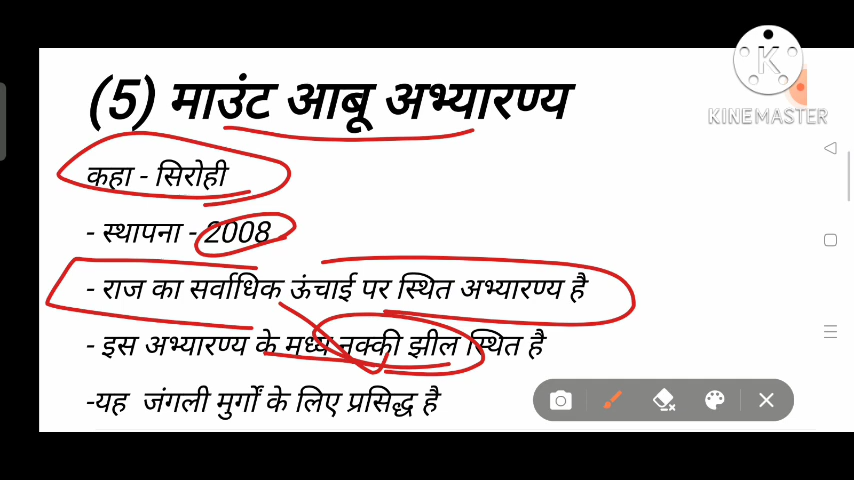 (5) माउंट आबू अभ्यारण्य
KINEMASTER
कहा - सिरोही
- स्थापना - 2008
- राज का सर्वाधिक ऊंचाई पर स्थित अभ्यारण्य है
- इस अभ्यारण्य के मध्य नक्की झील स्थित है
-यह जंगली मुर्गों के लिए प्रसिद्ध है